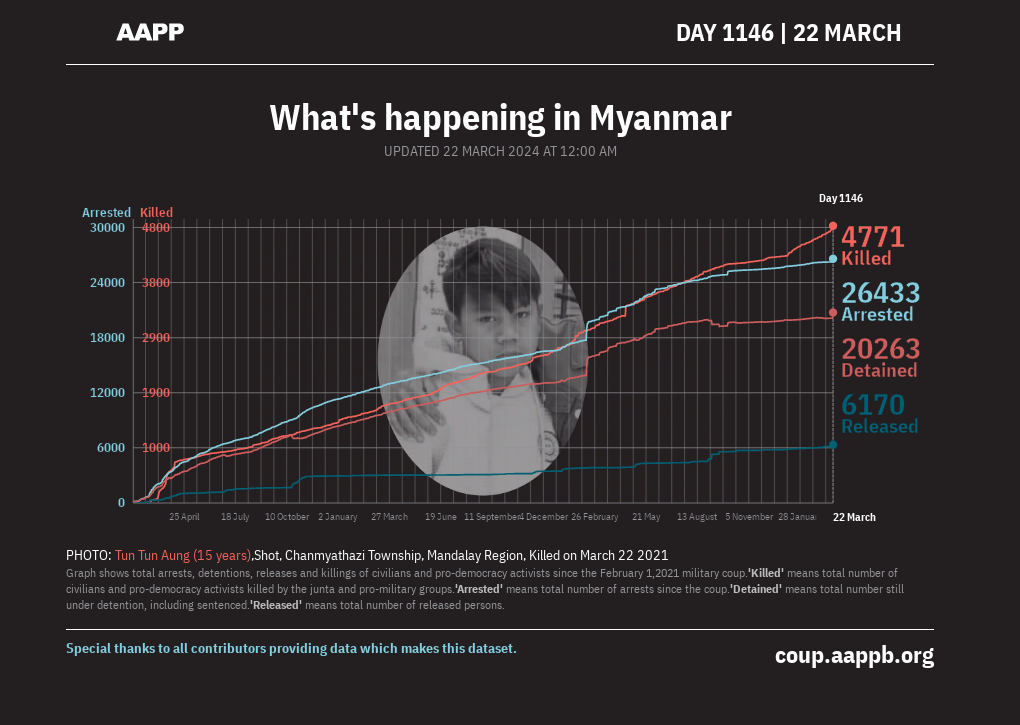 AAPP
DAY 1146 | 22 MARCH
What's happening in Myanmar
UPDATED 22 MARCH 2024 AT 12:00 AM
Day 1146
Arrested Killed
30000 4800
24000 3800
18000 2900
12000 1900
6000 1000
0
4771
Killed
26433
Arrested
20263
Detained
6170
Released
25 April 18 July 10 October 2 January 27 March 19 June 11 September 4 December 26 February 21 May 13 August 5 November 28 Januar 22 March
PHOTO: Tun Tun Aung (15 years),Shot, Chanmyathazi Township, Mandalay Region, Killed on March 22 2021
Graph shows total arrests, detentions, releases and killings of civilians and pro-democracy activists since the February 1,2021 military coup.'Killed' means total number of
civilians and pro-democracy activists killed by the junta and pro-military groups.'Arrested' means total number of arrests since the coup.'Detained' means total number still
under detention, including sentenced.'Released' means total number of released persons.
Special thanks to all contributors providing data which makes this dataset.
coup.aappb.org